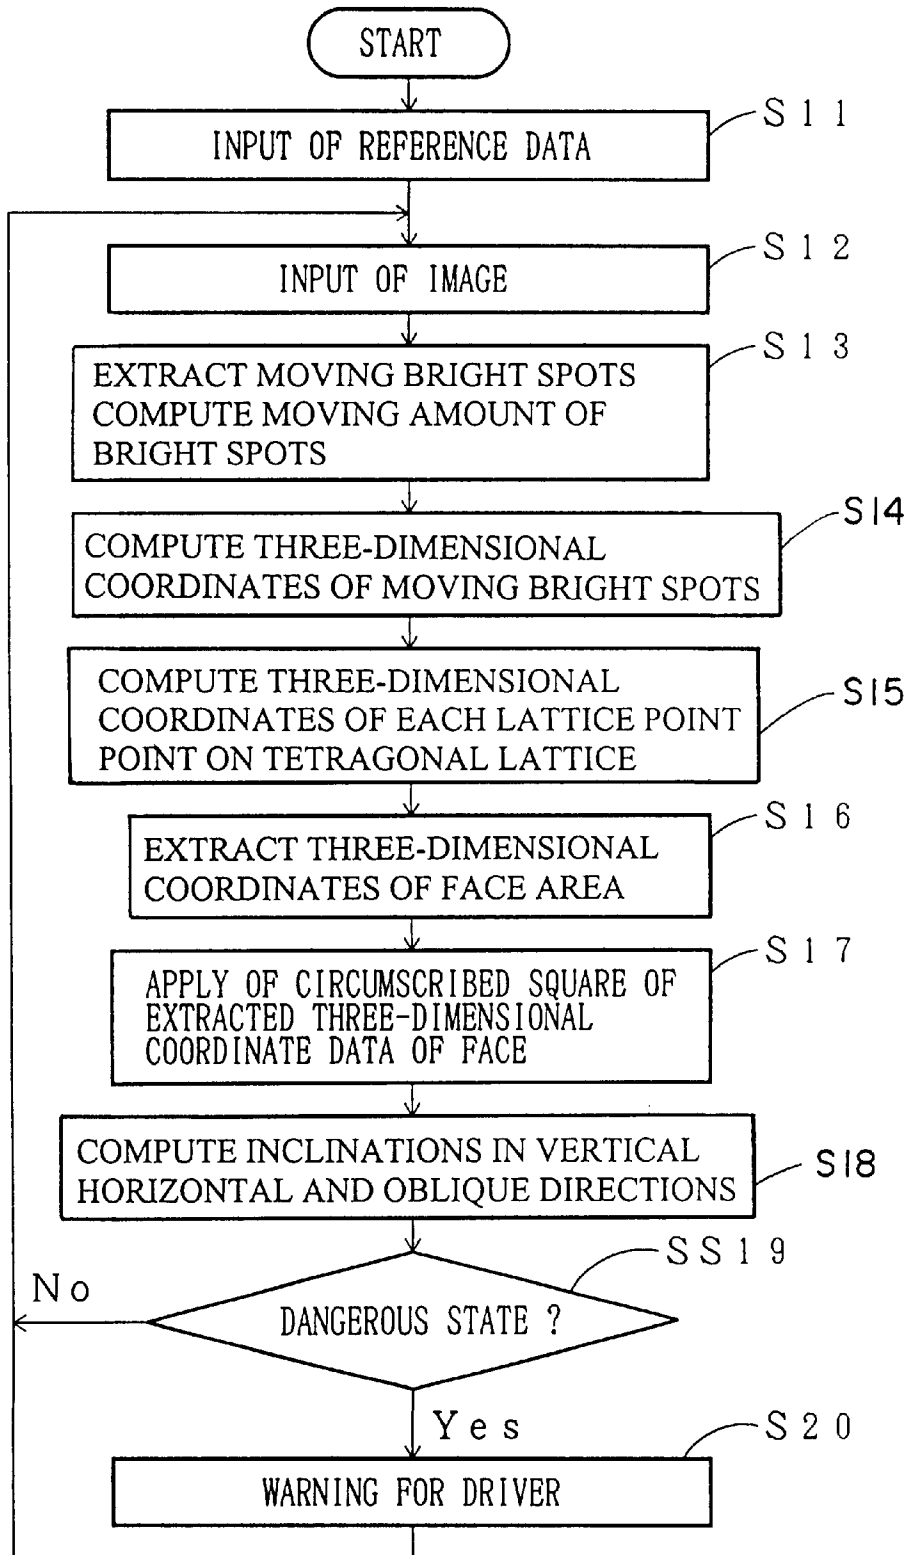 START
S11
INPUT OF REFERENCE DATA
S12
INPUT OF IMAGE
S13
EXTRACT MOVING BRIGHT SPOTS
COMPUTE MOVING AMOUNT OF
BRIGHT SPOTS
S14
COMPUTE THREE-DIMENSIONAL
COORDINATES OF MOVING BRIGHT SPOTS
S15
COMPUTE THREE-DIMENSIONAL
COORDINATES OF EACH LATTICE POINT
POINT ON TETRAGONAL LATTICE
S16
EXTRACT THREE-DIMENSIONAL
COORDINATES OF FACE AREA
S17
APPLY OF CIRCUMSCRIBED SQUARE OF
EXTRACTED THREE-DIMENSIONAL
COORDINATE DATA OF FACE
S18
COMPUTE INCLINATIONS IN VERTICAL
HORIZONTAL AND OBLIQUE DIRECTIONS
SS19
No
DANGEROUS STATE ?
Yes
S20
WARNING FOR DRIVER